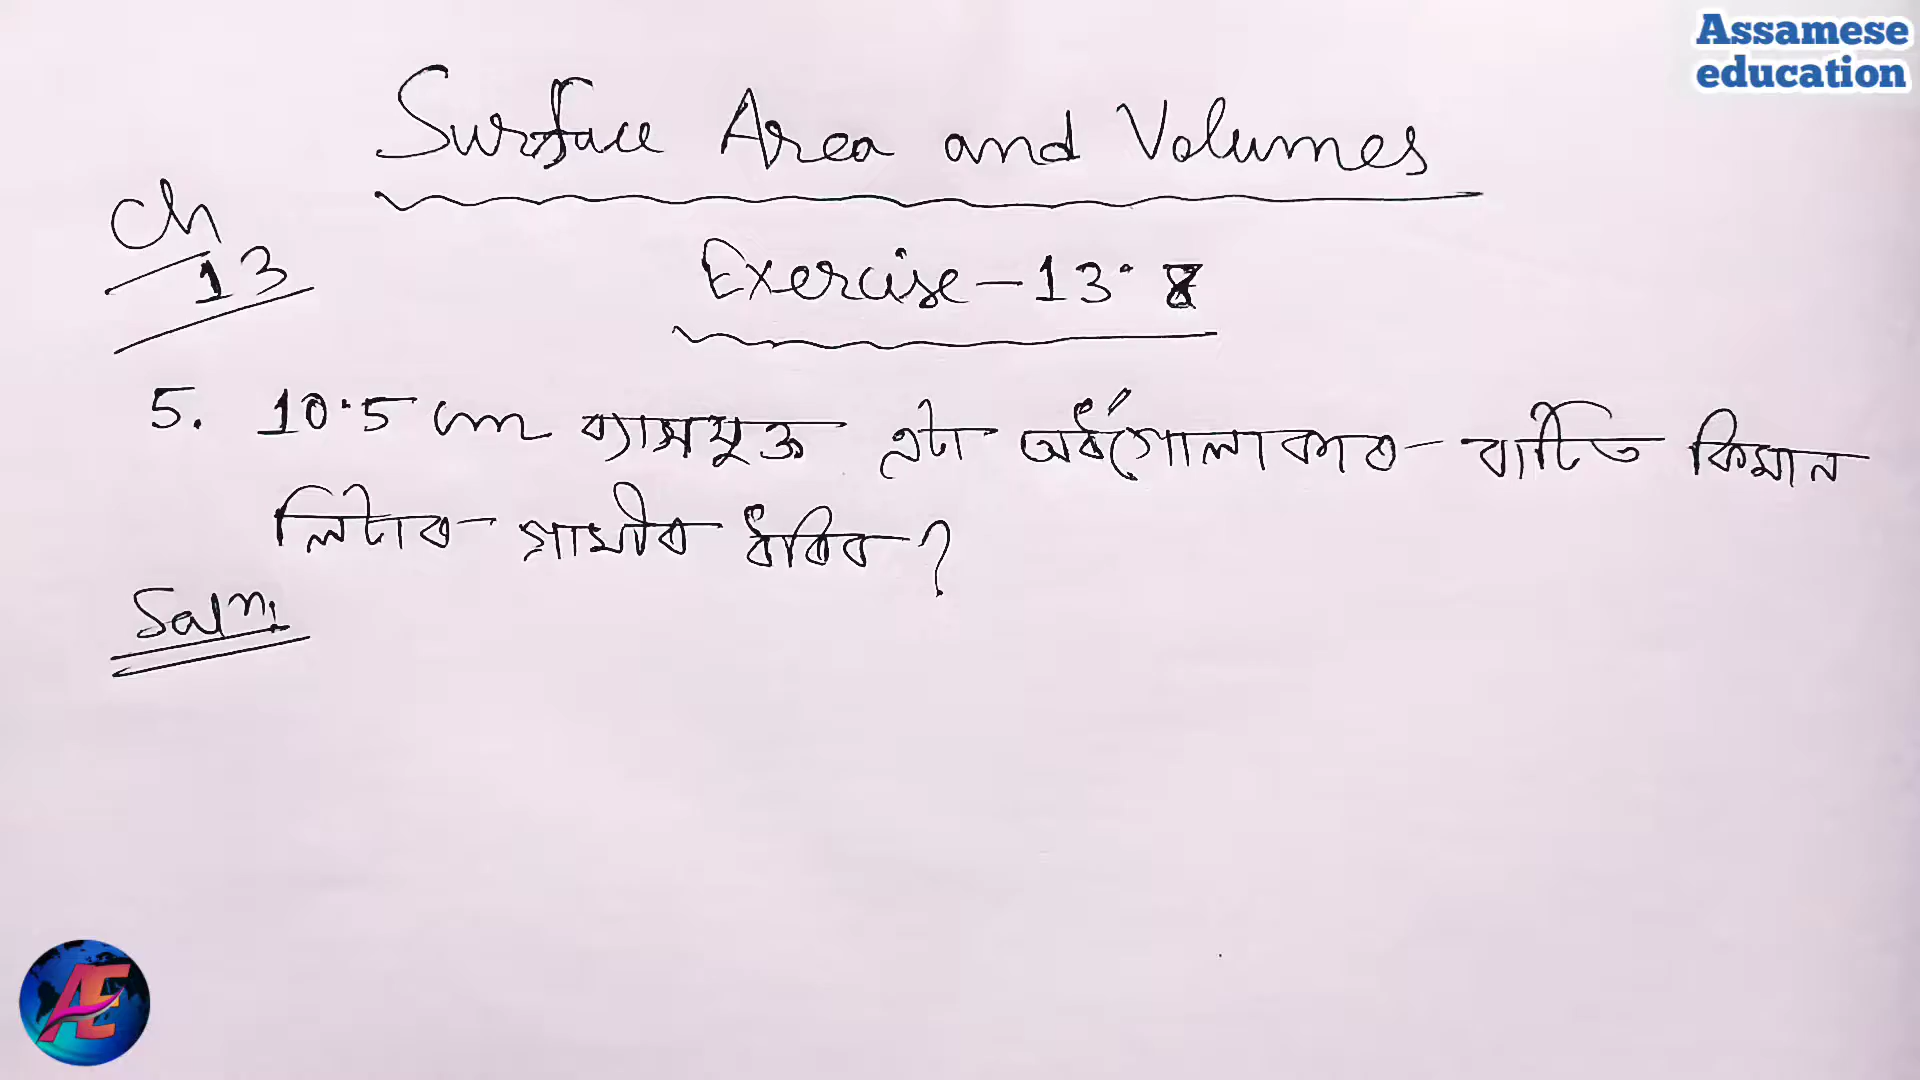 Assamese
education
Surface Area and Volumes
Ch
13
Exercise-13.8
5. 10.5 cm ব্যাসযুক্ত এটা অৰ্ধগোলাকাৰ বাটিত কিমান
লিটাৰ গাখীৰ ধৰিব?
Solⁿ:
AE